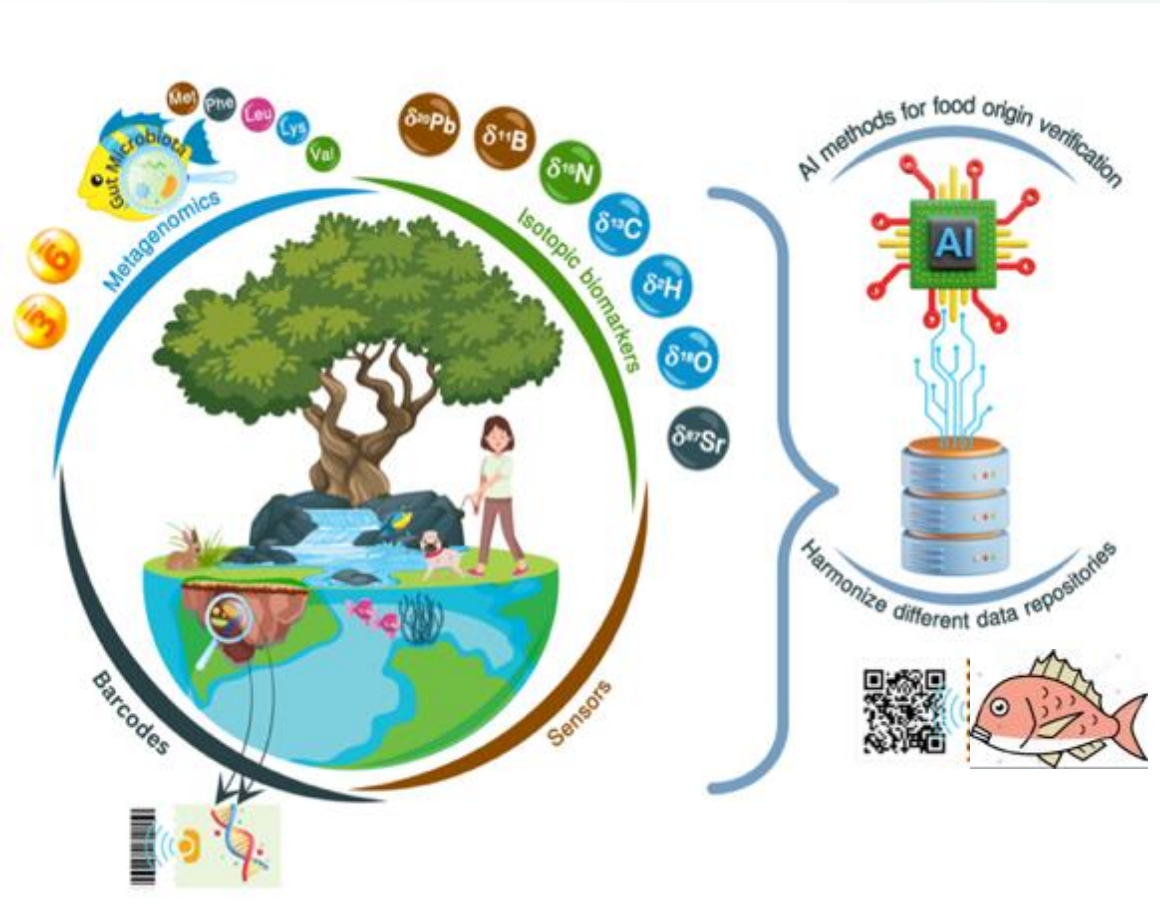 Met
Phe
Leu
Lys
Val
Gut Microbiota
Metagenomics
ω6
ω3
δ²⁰Pb
δ¹¹B
δ¹⁵N
δ¹³C
δ²H
δ¹⁸O
δ⁸⁷Sr
Isotopic biomarkers
Barcodes
Sensors
AI methods for food origin verification
AI
Harmonize different data repositories